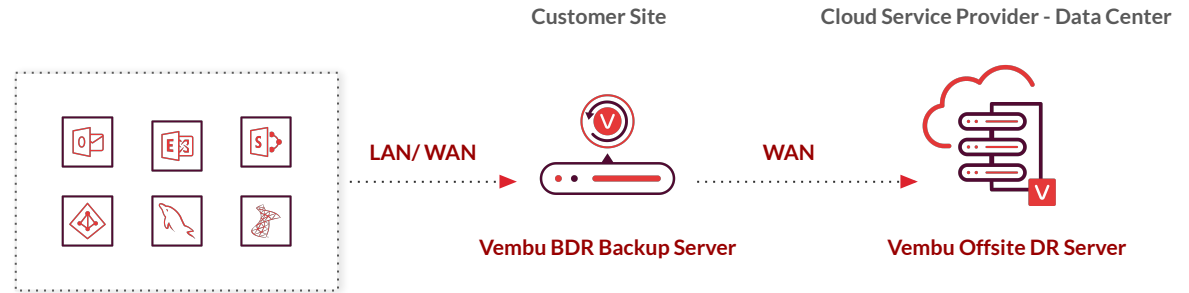 Customer Site
Cloud Service Provider - Data Center
O
E X
S
LAN/ WAN
V
WAN
V
Vembu BDR Backup Server
Vembu Offsite DR Server